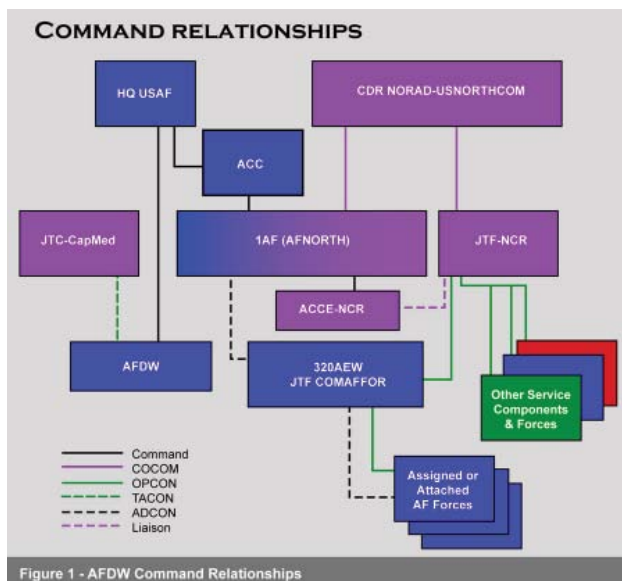 COMMAND RELATIONSHIPS
HQ USAF
CDR NORAD-USNORTHCOM
ACC
JTC-CapMed
1AF (AFNORTH)
JTF-NCR
ACCE-NCR
AFDW
320AEW
JTF COMAFFOR
Other Service
Components
& Forces
Command
COCOM
OPCON
TACON
ADCON
Liaison
Assigned or
Attached
AF Forces
Figure 1 - AFDW Command Relationships